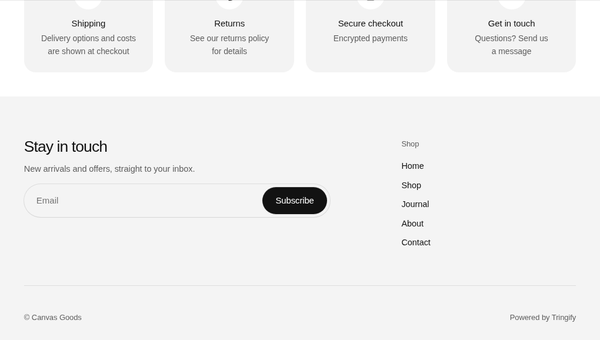 Shipping
Delivery options and costs
are shown at checkout
Returns
See our returns policy
for details
Secure checkout
Encrypted payments
Get in touch
Questions? Send us
a message
Stay in touch
New arrivals and offers, straight to your inbox.
Email
Subscribe
Shop
Home
Shop
Journal
About
Contact
© Canvas Goods
Powered by Tringify